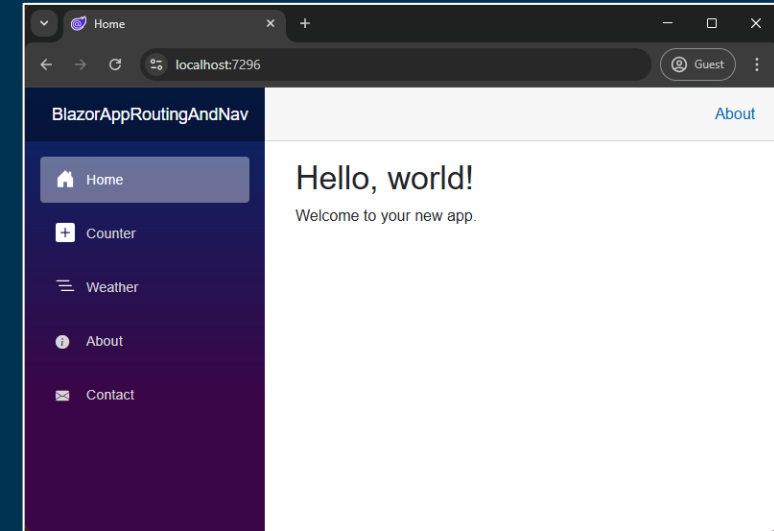 Home
localhost:7296
Guest
BlazorAppRoutingAndNav
About
Home
Counter
Weather
About
Contact
Hello, world!
Welcome to your new app.